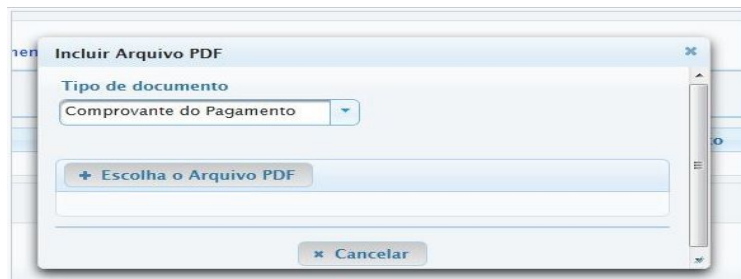 Incluir Arquivo PDF
Tipo de documento
Comprovante do Pagamento
+ Escolha o Arquivo PDF
Cancelar